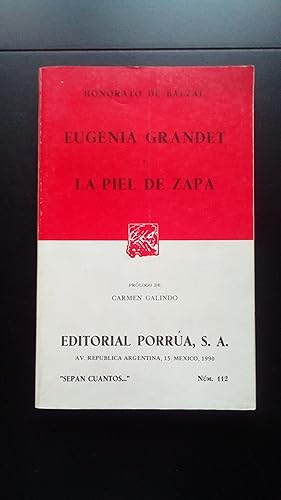 HONORATO DE BALZAC
EUGENIA GRANDET
LA PIEL DE ZAPA
PRÓLOGO DE
CARMEN GALINDO
EDITORIAL PORRÚA, S. A.
AV. REPUBLICA ARGENTINA, 15, MEXICO, 1990
"SEPAN CUANTOS..." NÚM. 112